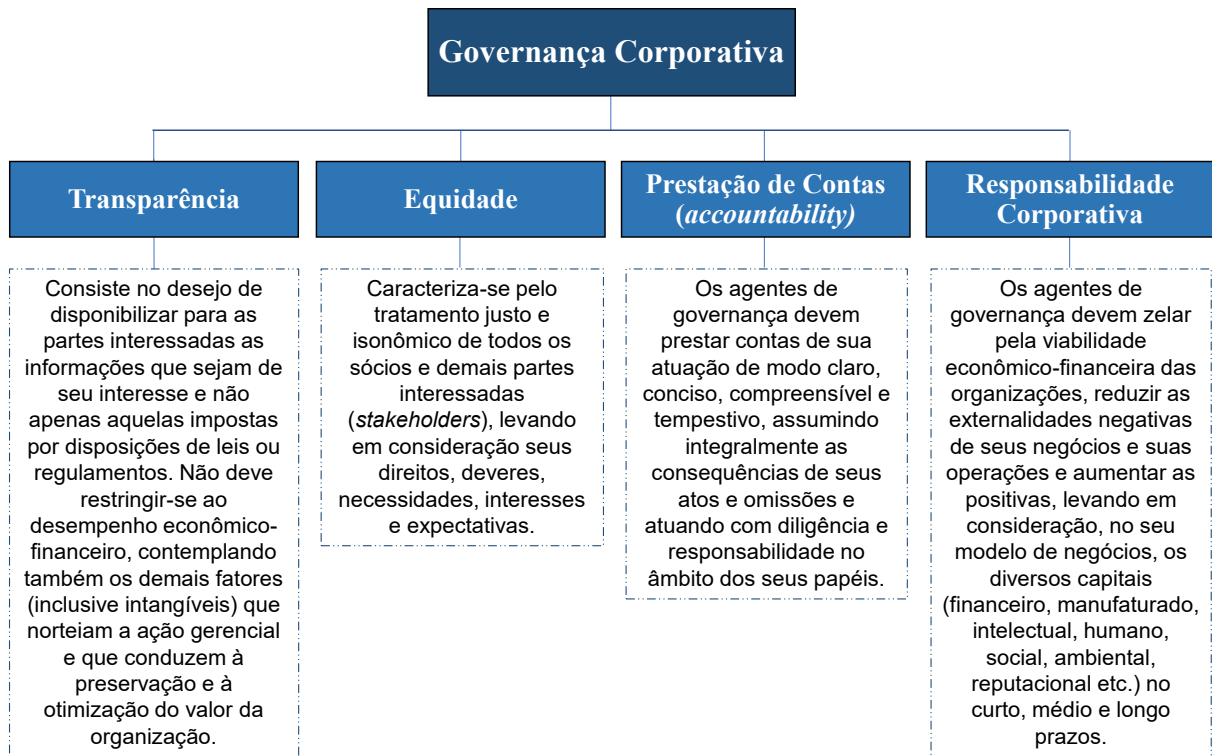 Governança Corporativa
Transparência
Consiste no desejo de
disponibilizar para as
partes interessadas as
informações que sejam de
seu interesse e não
apenas aquelas impostas
por disposições de leis ou
regulamentos. Não deve
restringir-se ao
desempenho econômico-
financeiro, contemplando
também os demais fatores
(inclusive intangíveis) que
norteiam a ação gerencial
e que conduzem à
preservação e à
otimização do valor da
organização.
Equidade
Caracteriza-se pelo
tratamento justo e
isonômico de todos os
sócios e demais partes
interessadas
(stakeholders), levando
em consideração seus
direitos, deveres,
necessidades, interesses
e expectativas.
Prestação de Contas
(accountability)
Os agentes de
governança devem
prestar contas de sua
atuação de modo claro,
conciso, compreensível e
tempestivo, assumindo
integralmente as
consequências de seus
atos e omissões e
atuando com diligência e
responsabilidade no
âmbito dos seus papéis.
Responsabilidade
Corporativa
Os agentes de
governança devem zelar
pela viabilidade
econômico-financeira das
organizações, reduzir as
externalidades negativas
de seus negócios e suas
operações e aumentar as
positivas, levando em
consideração, no seu
modelo de negócios, os
diversos capitais
(financeiro, manufaturado,
intelectual, humano,
social, ambiental,
reputacional etc.) no
curto, médio e longo
prazos.